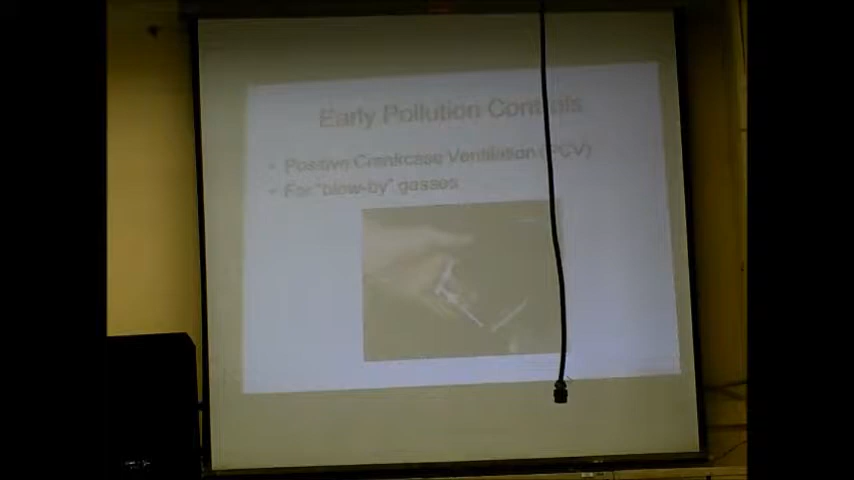 Early Pollution Controls
• Positive Crankcase Ventilation (PCV)
• For "blow-by" gasses